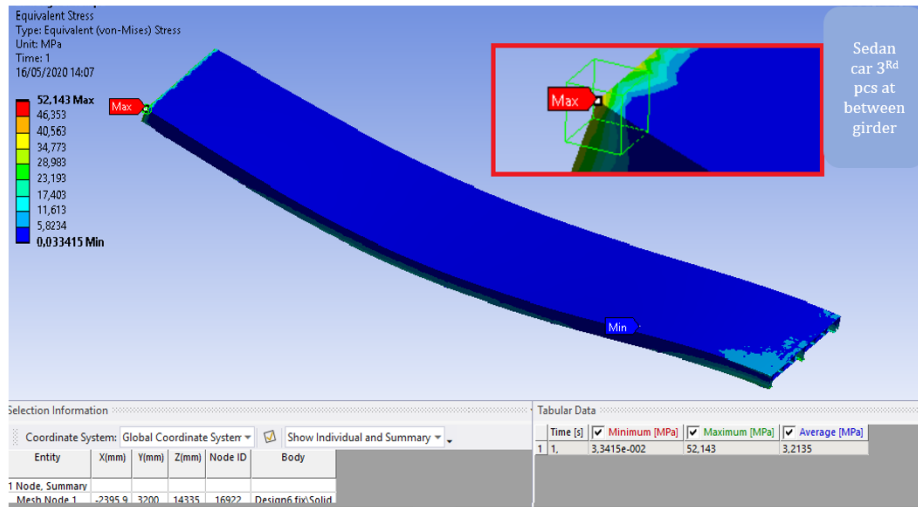 Equivalent Stress
Type: Equivalent (von-Mises) Stress
Unit: MPa
Time: 1
16/05/2020 14:07
52,143 Max
46,353
40,563
34,773
28,983
23,193
17,403
11,613
5,8234
0,033415 Min
Max
Max
Min
Sedan
car 3Rd
pcs at
between
girder
Selection Information
Coordinate System: Global Coordinate System
Show Individual and Summary
Entity X(mm) Y(mm) Z(mm) Node ID Body
1 Node, Summary
Mesh Node 1 -2395,9 3200 14335 16922 Design6 fix\Solid
Tabular Data
Time [s] Minimum [MPa] Maximum [MPa] Average [MPa]
1 1, 3,3415e-002 52,143 3,2135